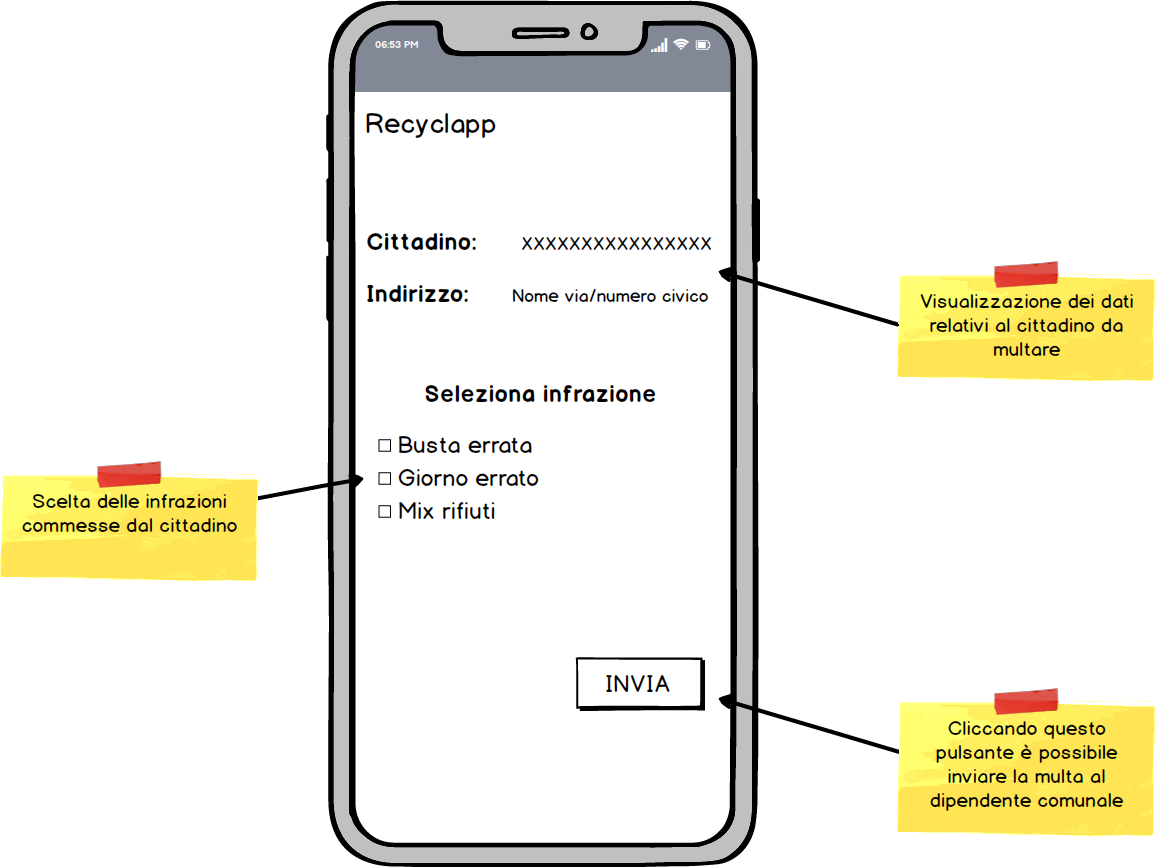 06:53 PM
Recyclapp
Cittadino: XXXXXXXXXXXXXXXX
Indirizzo: Nome via/numero civico
Visualizzazione dei dati
relativi al cittadino da
multare
Seleziona infrazione
Busta errata
Giorno errato
Mix rifiuti
Scelta delle infrazioni
commesse dal cittadino
INVIA
Cliccando questo
pulsante è possibile
inviare la multa al
dipendente comunale